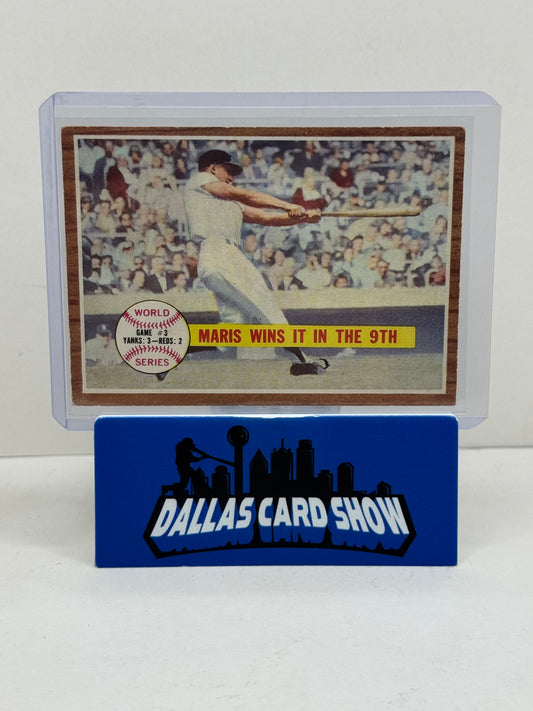 WORLD
GAME #3
YANKS: 3—REDS: 2
SERIES
MARIS WINS IT IN THE 9TH
DALLAS CARD SHOW